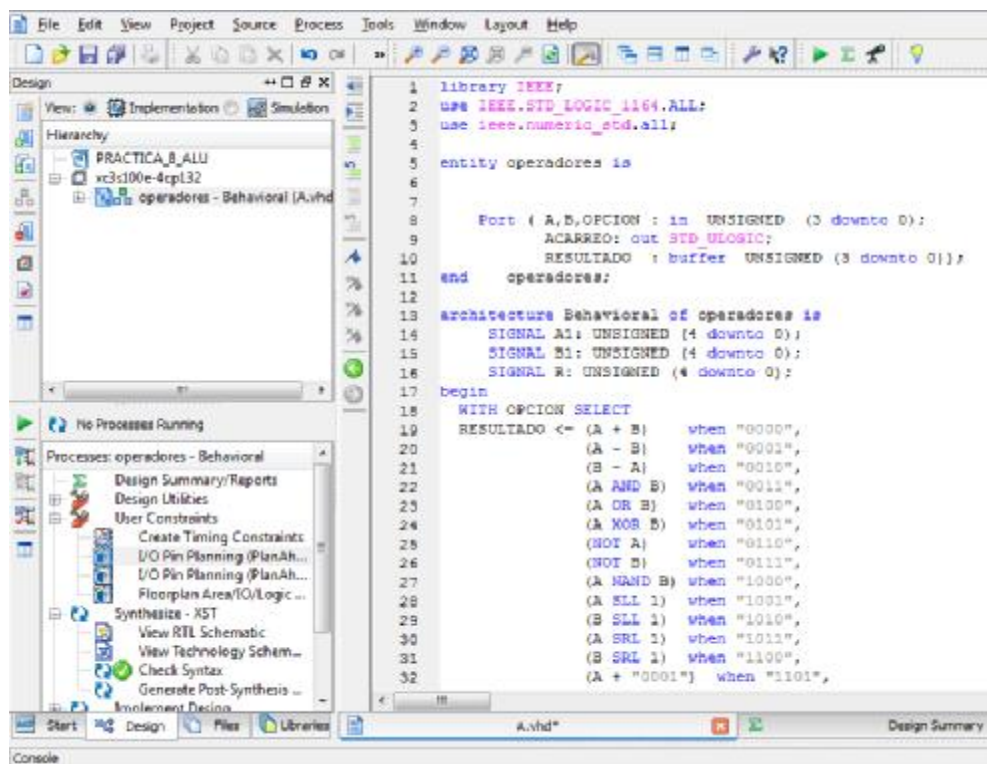 File Edit View Project Source Process Tools Window Layout Help
Design
View: Implementation Simulation
Hierarchy
PRACTICA_8_ALU
xc3s100e-4cp132
operadores - Behavioral (A.vhd
No Processes Running
Processes: operadores - Behavioral
Design Summary/Reports
Design Utilities
User Constraints
Create Timing Constraints
I/O Pin Planning (PlanAh...
I/O Pin Planning (PlanAh...
Floorplan Area/IO/Logic ...
Synthesize - XST
View RTL Schematic
View Technology Schem...
Check Syntax
Generate Post-Synthesis ...
Implement Design
Start Design Files Libraries
Console
1 library IEEE;
2 use IEEE.STD_LOGIC_1164.ALL;
3 use ieee.numeric_std.all;
4
5 entity operadores is
6
7
8 Port ( A,B,OPCION : in UNSIGNED (3 downto 0);
9 ACARREO: out STD_ULOGIC;
10 RESULTADO : buffer UNSIGNED (3 downto 0));
11 end operadores;
12
13 architecture Behavioral of operadores is
14 SIGNAL A1: UNSIGNED (4 downto 0);
15 SIGNAL B1: UNSIGNED (4 downto 0);
16 SIGNAL R: UNSIGNED (4 downto 0);
17 begin
18 WITH OPCION SELECT
19 RESULTADO <= (A + B) when "0000",
20 (A - B) when "0001",
21 (B - A) when "0010",
22 (A AND B) when "0011",
23 (A OR B) when "0100",
24 (A XOR B) when "0101",
25 (NOT A) when "0110",
26 (NOT B) when "0111",
27 (A NAND B) when "1000",
28 (A SLL 1) when "1001",
29 (B SLL 1) when "1010",
30 (A SRL 1) when "1011",
31 (B SRL 1) when "1100",
32 (A + "0001") when "1101",
A.vhd*
Design Summary